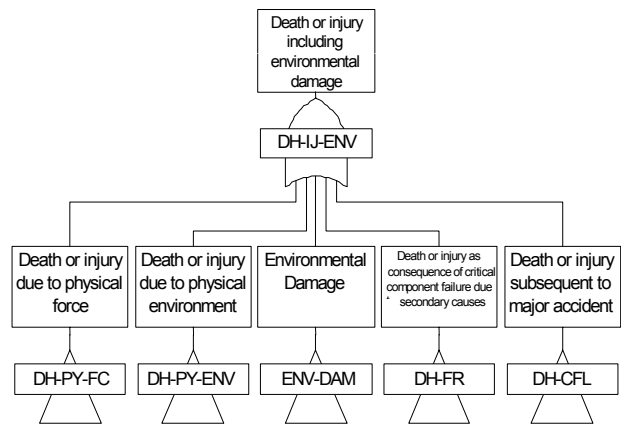 Death or injury
including
environmental
damage
DH-IJ-ENV
Death or injury
due to physical
force
Death or injury
due to physical
environment
Environmental
Damage
Death or injury as
consequence of critical
component failure due
secondary causes
Death or injury
subsequent to
major accident
DH-PY-FC
DH-PY-ENV
ENV-DAM
DH-FR
DH-CFL